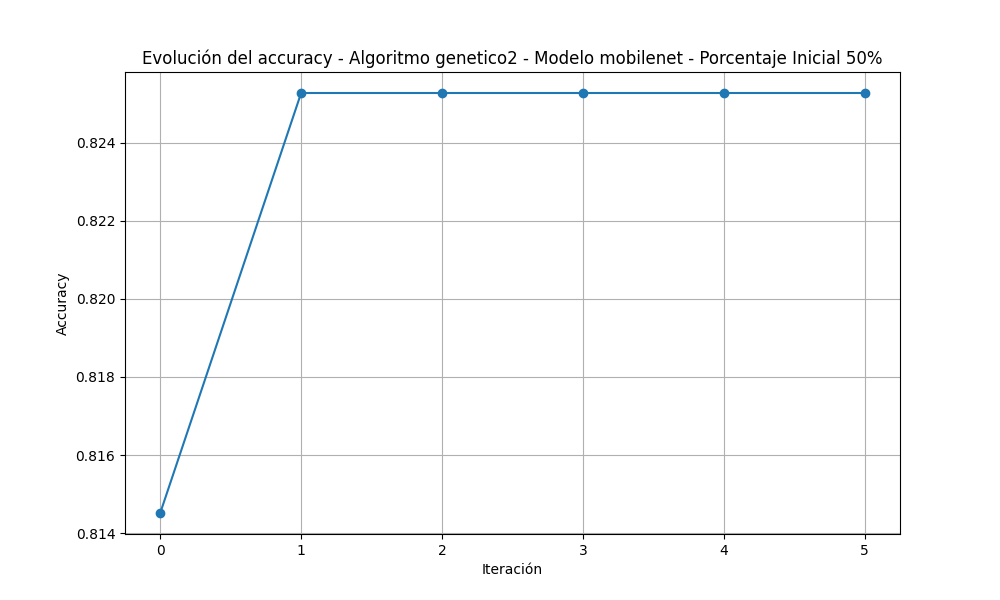 Evolución del accuracy - Algoritmo genetico2 - Modelo mobilenet - Porcentaje Inicial 50%
0.824
0.822
0.820
0.818
0.816
0.814
Accuracy
0 1 2 3 4 5
Iteración